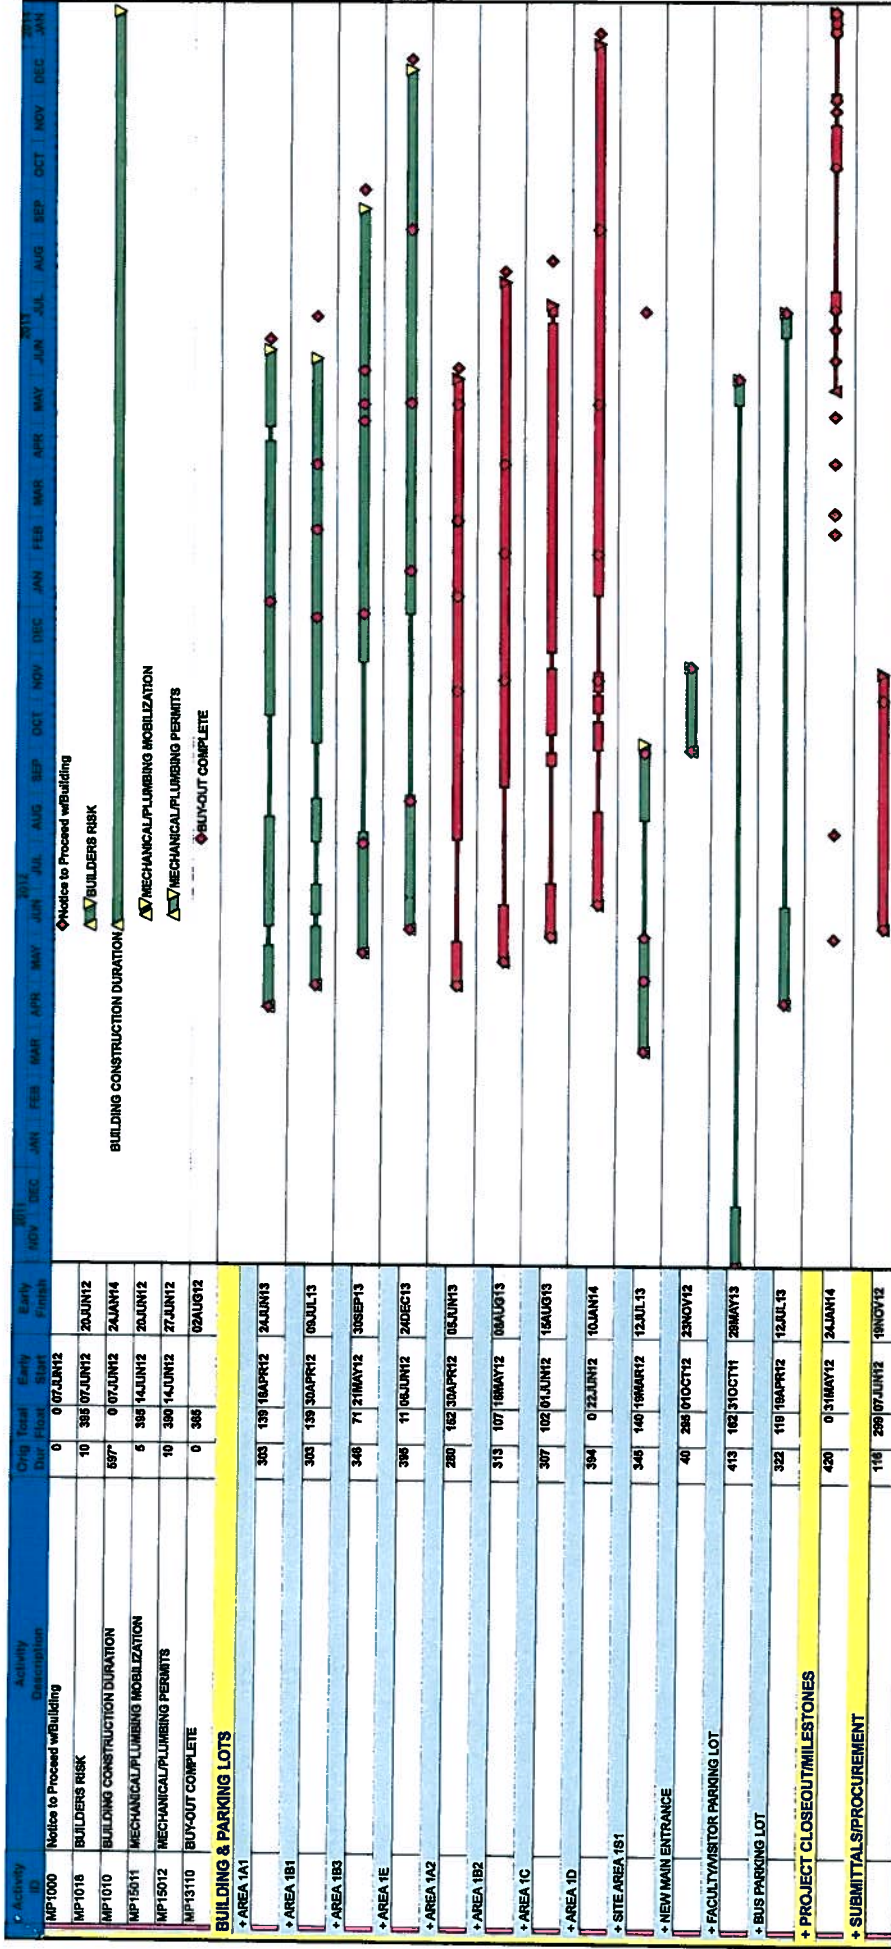 Activity ID Activity Description Orig Dur Total Float Early Start Early Finish
2011 2012 2013 2014
NOV DEC JAN FEB MAR APR MAY JUN JUL AUG SEP OCT NOV DEC JAN FEB MAR APR MAY JUN JUL AUG SEP OCT NOV DEC JAN
MP1000 Notice to Proceed w/Building 0 0 07JUN12 Notice to Proceed w/Building
MP1018 BUILDERS RISK 10 395 07JUN12 20JUN12 BUILDERS RISK
MP1010 BUILDING CONSTRUCTION DURATION 597* 0 07JUN12 24JAN14 BUILDING CONSTRUCTION DURATION
MP15011 MECHANICAL/PLUMBING MOBILIZATION 5 395 14JUN12 20JUN12 MECHANICAL/PLUMBING MOBILIZATION
MP15012 MECHANICAL/PLUMBING PERMITS 10 390 14JUN12 27JUN12 MECHANICAL/PLUMBING PERMITS
MP13110 BUY-OUT COMPLETE 0 365 02AUG12 BUY-OUT COMPLETE
BUILDING & PARKING LOTS
+ AREA 1A1
303 139 18APR12 24JUN13
+ AREA 1B1
303 139 30APR12 09JUL13
+ AREA 1B3
346 71 21MAY12 30SEP13
+ AREA 1E
395 11 06JUN12 24DEC13
+ AREA 1A2
280 162 30APR12 05JUN13
+ AREA 1B2
313 107 16MAY12 08AUG13
+ AREA 1C
307 102 01JUN12 15AUG13
+ AREA 1D
394 0 22JUN12 10JAN14
+ SITE AREA 1S1
345 140 19MAR12 12JUL13
+ NEW MAIN ENTRANCE
40 295 01OCT12 23NOV12
+ FACULTY/VISITOR PARKING LOT
413 162 31OCT11 29MAY13
+ BUS PARKING LOT
322 119 19APR12 12JUL13
+ PROJECT CLOSEOUT/MILESTONES
420 0 31MAY12 24JAN14
+ SUBMITTALS/PROCUREMENT
116 299 07JUN12 19NOV12